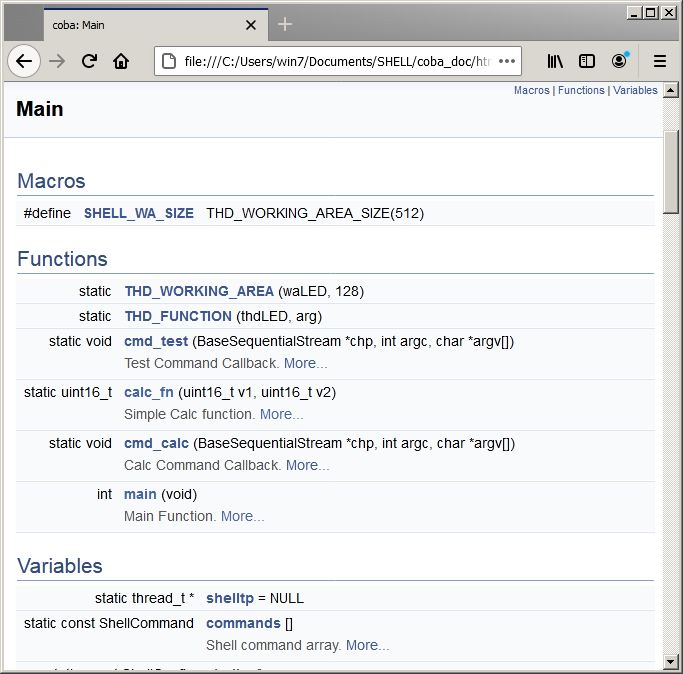 coba: Main
file:///C:/Users/win7/Documents/SHELL/coba_doc/htm
Macros | Functions | Variables
Main
Macros
#define SHELL_WA_SIZE THD_WORKING_AREA_SIZE(512)
Functions
static THD_WORKING_AREA (waLED, 128)
static THD_FUNCTION (thdLED, arg)
static void cmd_test (BaseSequentialStream *chp, int argc, char *argv[])
Test Command Callback. More...
static uint16_t calc_fn (uint16_t v1, uint16_t v2)
Simple Calc function. More...
static void cmd_calc (BaseSequentialStream *chp, int argc, char *argv[])
Calc Command Callback. More...
int main (void)
Main Function. More...
Variables
static thread_t * shelltp = NULL
static const ShellCommand commands []
Shell command array. More...